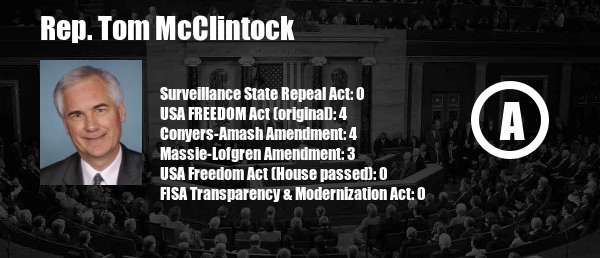 Rep. Tom McClintock
Surveillance State Repeal Act: 0
USA FREEDOM Act (original): 4
Conyers-Amash Amendment: 4
Massie-Lofgren Amendment: 3
USA Freedom Act (House passed): 0
FISA Transparency & Modernization Act: 0
A